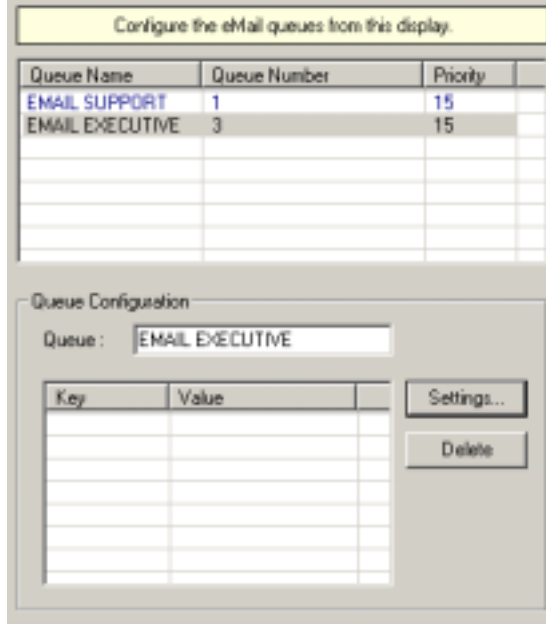 Configure the eMail queues from this display.
Queue Name Queue Number Priority
EMAIL SUPPORT 1 15
EMAIL EXECUTIVE 3 15
Queue Configuration
Queue : EMAIL EXECUTIVE
Key Value
Settings...
Delete